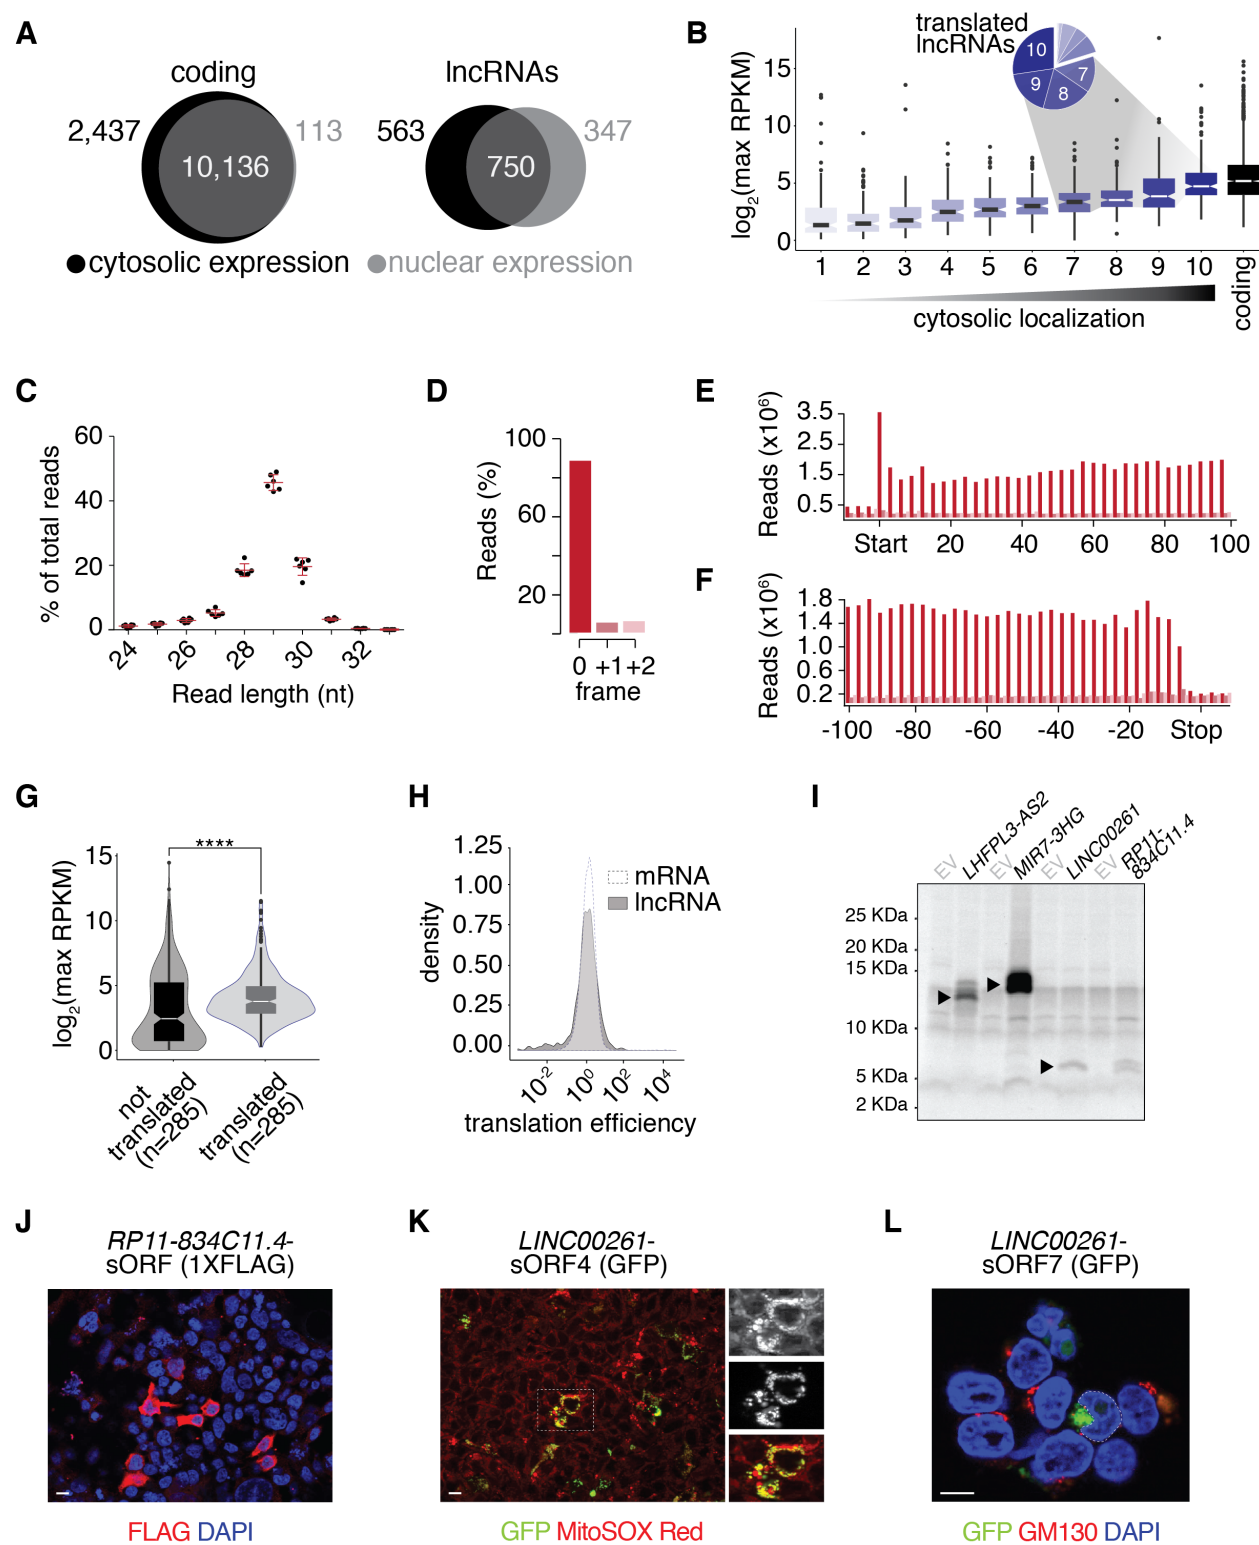 A
coding
lncRNAs
2,437
10,136
113
563
750
347
cytosolic expression
nuclear expression
B
translated
lncRNAs
10
9
8
7
log2(max RPKM)
15
10
5
0
1 2 3 4 5 6 7 8 9 10 coding
cytosolic localization
C
% of total reads
60
40
20
0
24 26 28 30 32
Read length (nt)
D
Reads (%)
100
60
20
0 +1 +2
frame
E
Reads (x10⁶)
3.5
2.5
1.5
0.5
Start 20 40 60 80 100
F
Reads (x10⁶)
1.8
1.4
1.0
0.6
0.2
-100 -80 -60 -40 -20 Stop
G
log2(max RPKM)
****
15
10
5
0
not
translated
(n=285)
translated
(n=285)
H
density
1.25
1.00
0.75
0.50
0.25
0.00
mRNA
lncRNA
10⁻² 10⁰ 10² 10⁴
translation efficiency
I
EV LHFPL3-AS2 EV MIR7-3HG EV LINC00261 EV RP11-
834C11.4
25 KDa
20 KDa
15 KDa
10 KDa
5 KDa
2 KDa
J
RP11-834C11.4-
sORF (1XFLAG)
FLAG DAPI
K
LINC00261-
sORF4 (GFP)
GFP MitoSOX Red
L
LINC00261-
sORF7 (GFP)
GFP GM130 DAPI